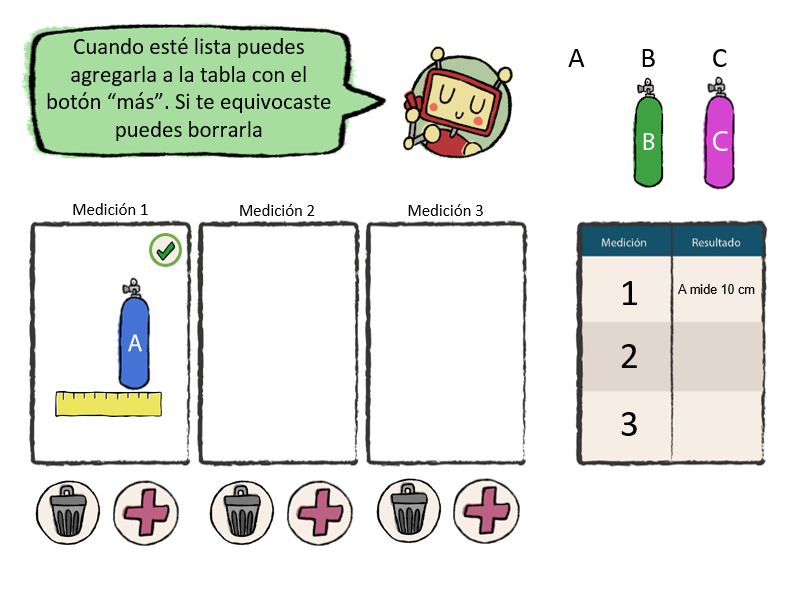 Cuando esté lista puedes
agregarla a la tabla con el
botón “más”. Si te equivocaste
puedes borrarla
A B C
B
C
Medición 1
Medición 2
Medición 3
A
Medición Resultado
1 A mide 10 cm
2
3